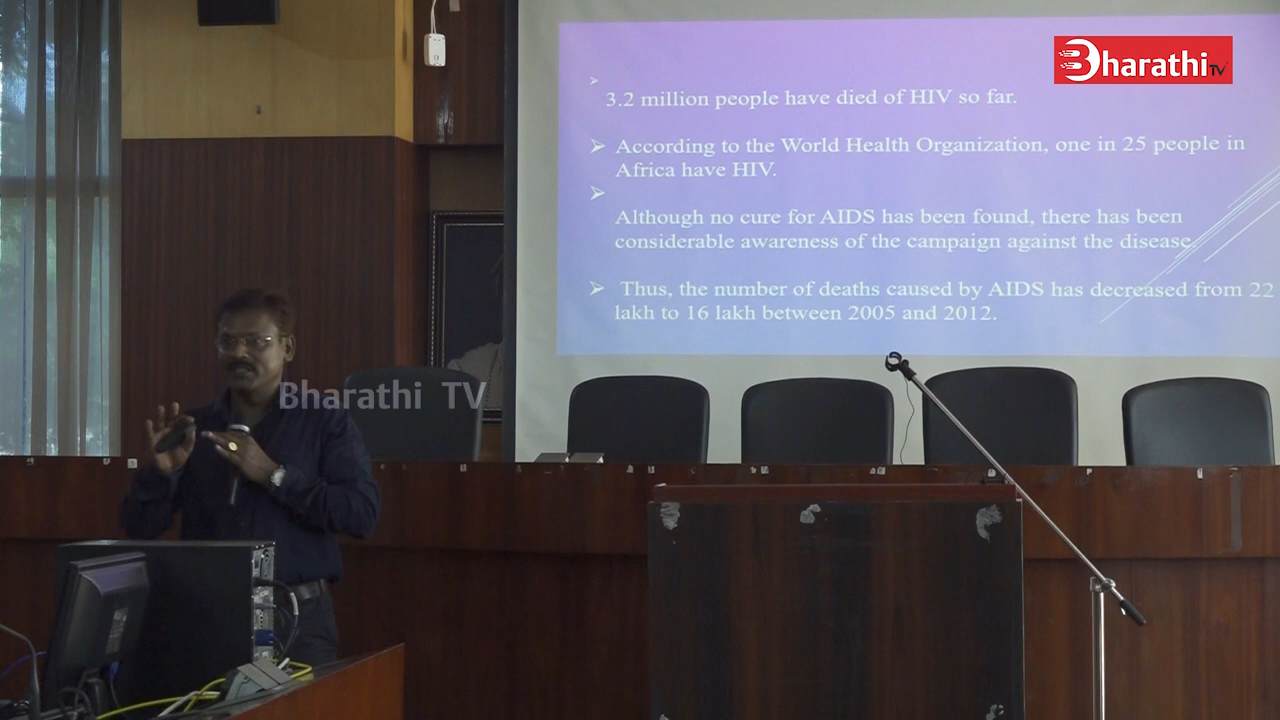 Bharathi TV
3.2 million people have died of HIV so far.
According to the World Health Organization, one in 25 people in
Africa have HIV.
Although no cure for AIDS has been found, there has been
considerable awareness of the campaign against the disease.
Thus, the number of deaths caused by AIDS has decreased from 22
lakh to 16 lakh between 2005 and 2012.
Bharathi TV